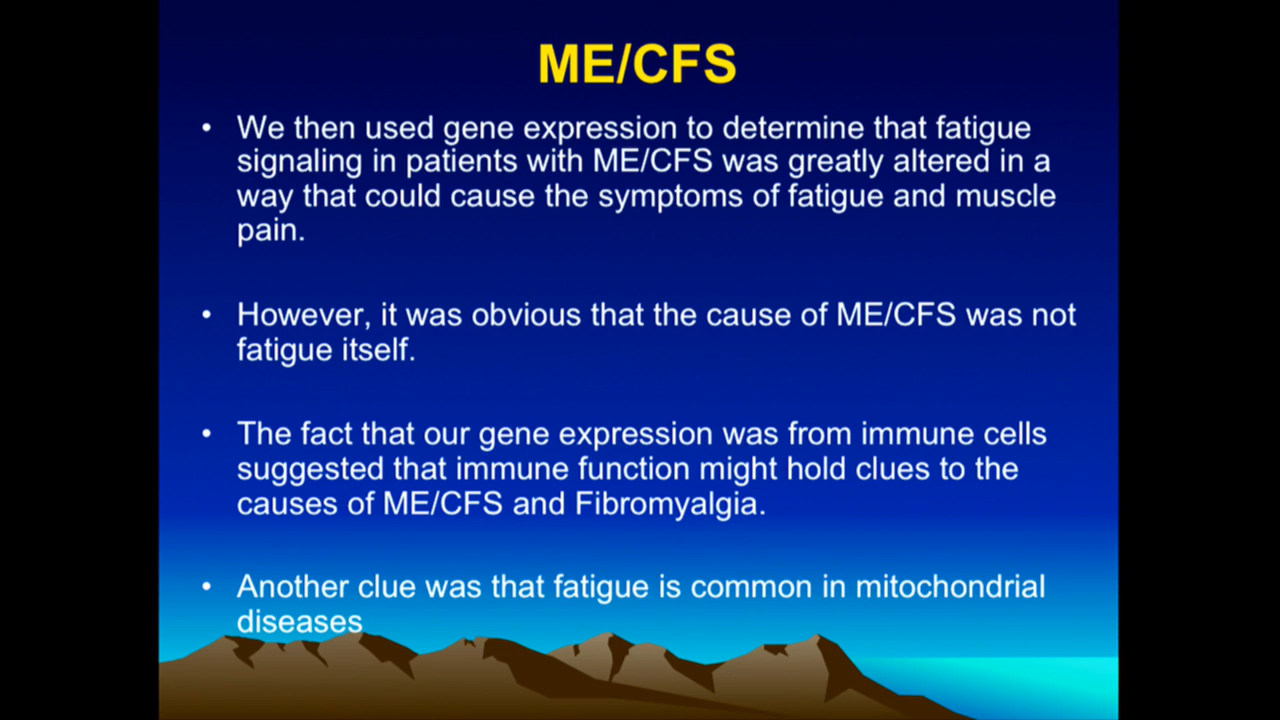 ME/CFS
• We then used gene expression to determine that fatigue
signaling in patients with ME/CFS was greatly altered in a
way that could cause the symptoms of fatigue and muscle
pain.
• However, it was obvious that the cause of ME/CFS was not
fatigue itself.
• The fact that our gene expression was from immune cells
suggested that immune function might hold clues to the
causes of ME/CFS and Fibromyalgia.
• Another clue was that fatigue is common in mitochondrial
diseases